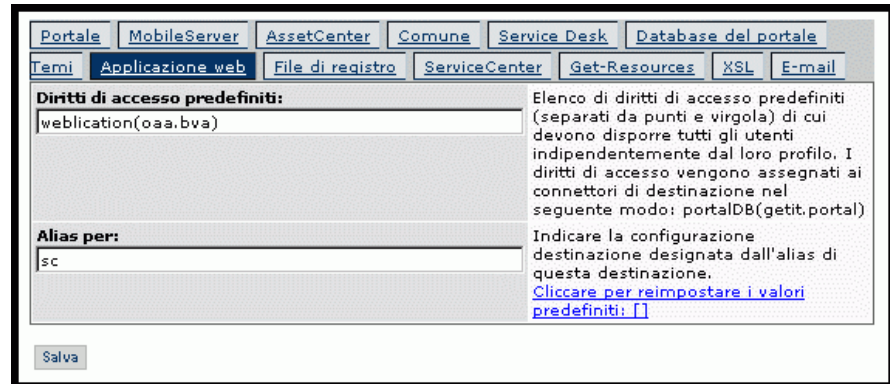 Portale MobileServer AssetCenter Comune Service Desk Database del portale
Temi Applicazione web File di registro ServiceCenter Get-Resources XSL E-mail
Diritti di accesso predefiniti:
weblication(oaa.bva)
Elenco di diritti di accesso predefiniti
(separati da punti e virgola) di cui
devono disporre tutti gli utenti
indipendentemente dal loro profilo. I
diritti di accesso vengono assegnati ai
connettori di destinazione nel
seguente modo: portalDB(getit.portal)
Alias per:
sc
Indicare la configurazione
destinazione designata dall'alias di
questa destinazione.
Cliccare per reimpostare i valori
predefiniti: []
Salva